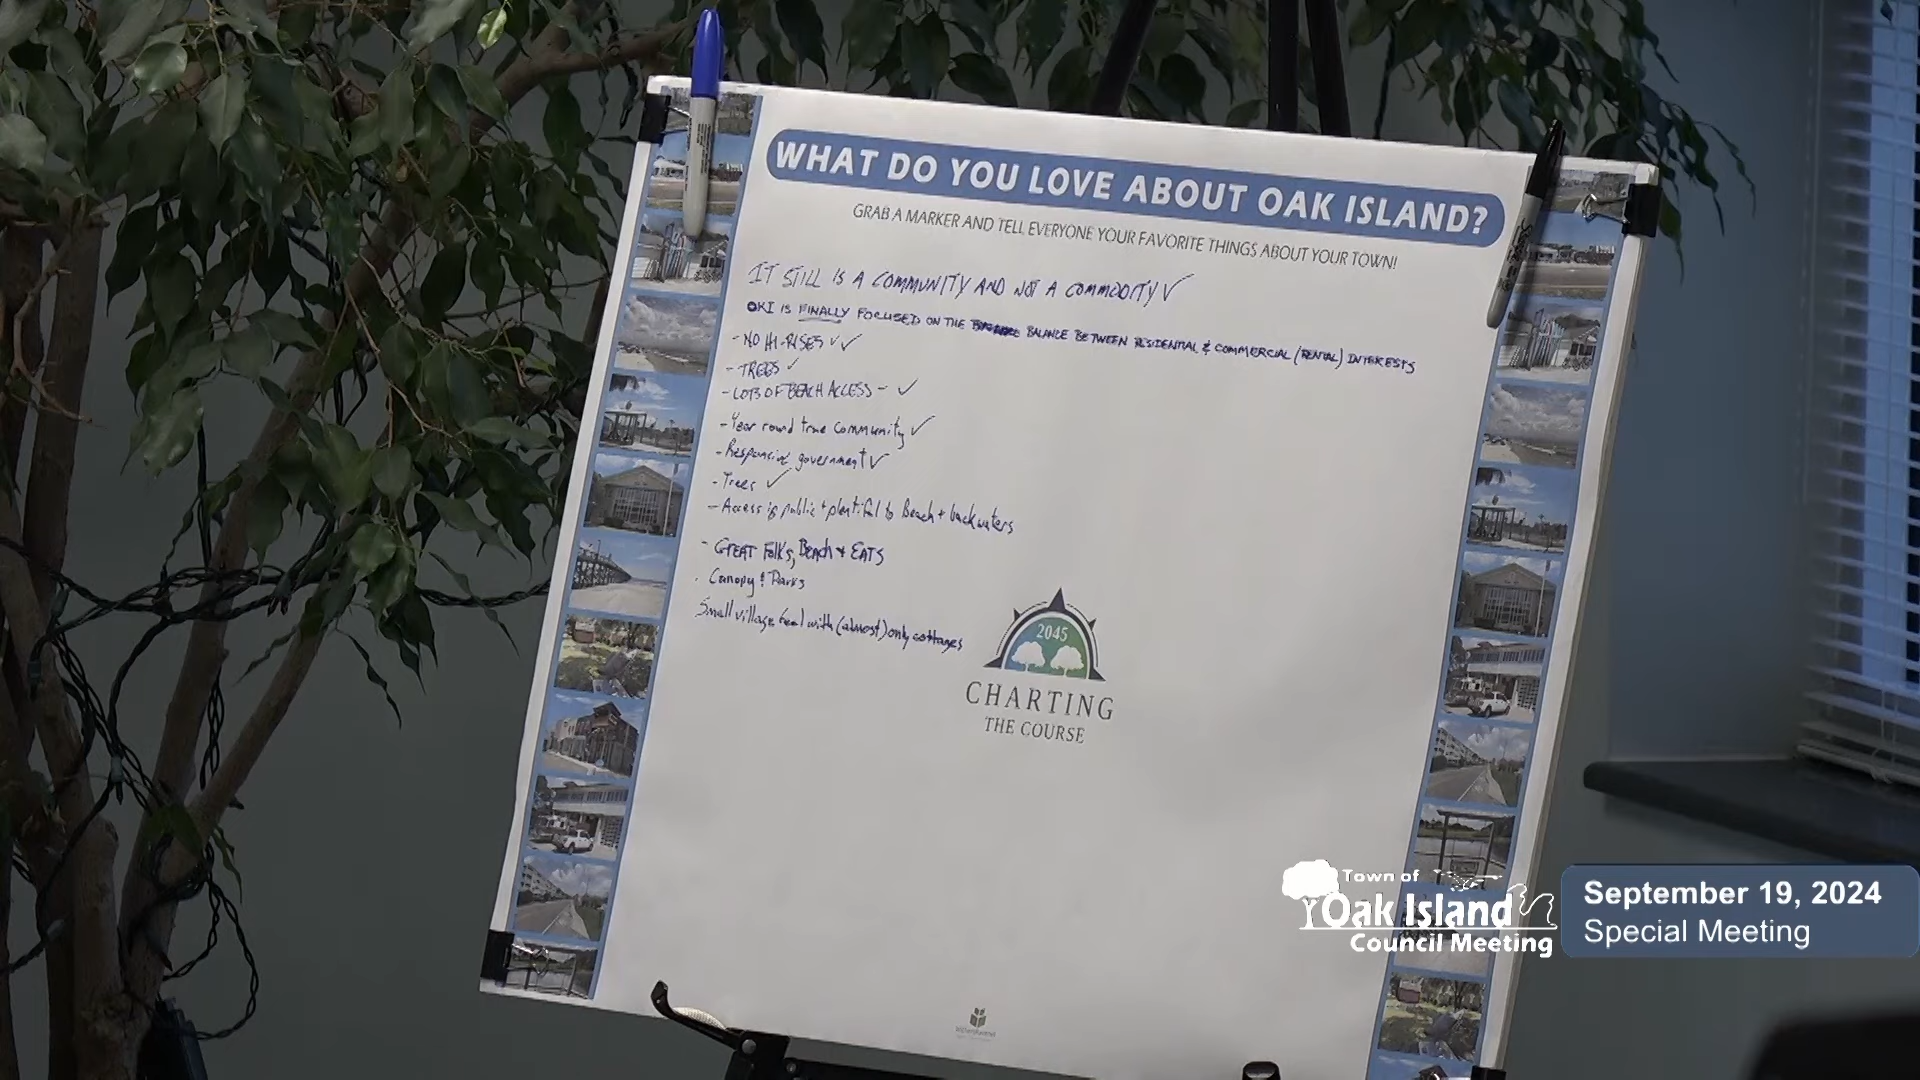 WHAT DO YOU LOVE ABOUT OAK ISLAND?
GRAB A MARKER AND TELL EVERYONE YOUR FAVORITE THINGS ABOUT YOUR TOWN!
IT STILL IS A COMMUNITY AND NOT A COMMODITY ✓
OKI IS FINALLY FOCUSED ON THE BALANCE BETWEEN RESIDENTIAL & COMMERCIAL (RENTAL) INTERESTS
- NO HI-RISES ✓ ✓
- TREES ✓
- LOTS OF BEACH ACCESS - ✓
- Year round true Community ✓
- Responsive government ✓
- Trees ✓
- Access is public + plentiful to Beach + backwaters
- GREAT Folk's, Beach + EATS
. Canopy & Parks
Small village feel with (almost) only cottages
2045
CHARTING
THE COURSE
Town of
Oak Island
Council Meeting
September 19, 2024
Special Meeting